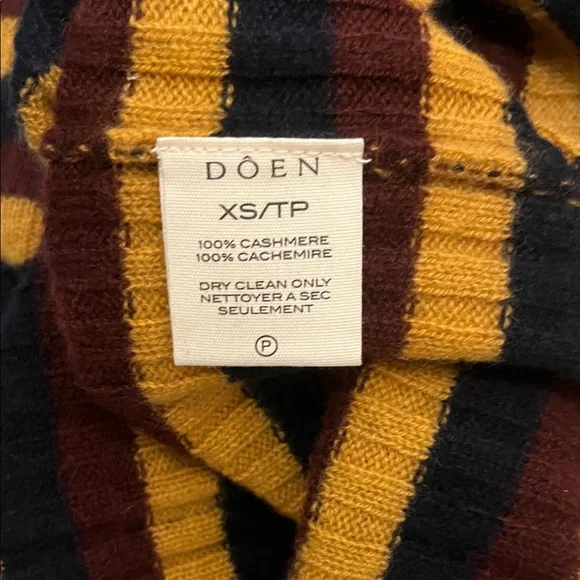 DÔEN
XS/TP
100% CASHMERE
100% CACHEMIRE
DRY CLEAN ONLY
NETTOYER A SEC
SEULEMENT
P